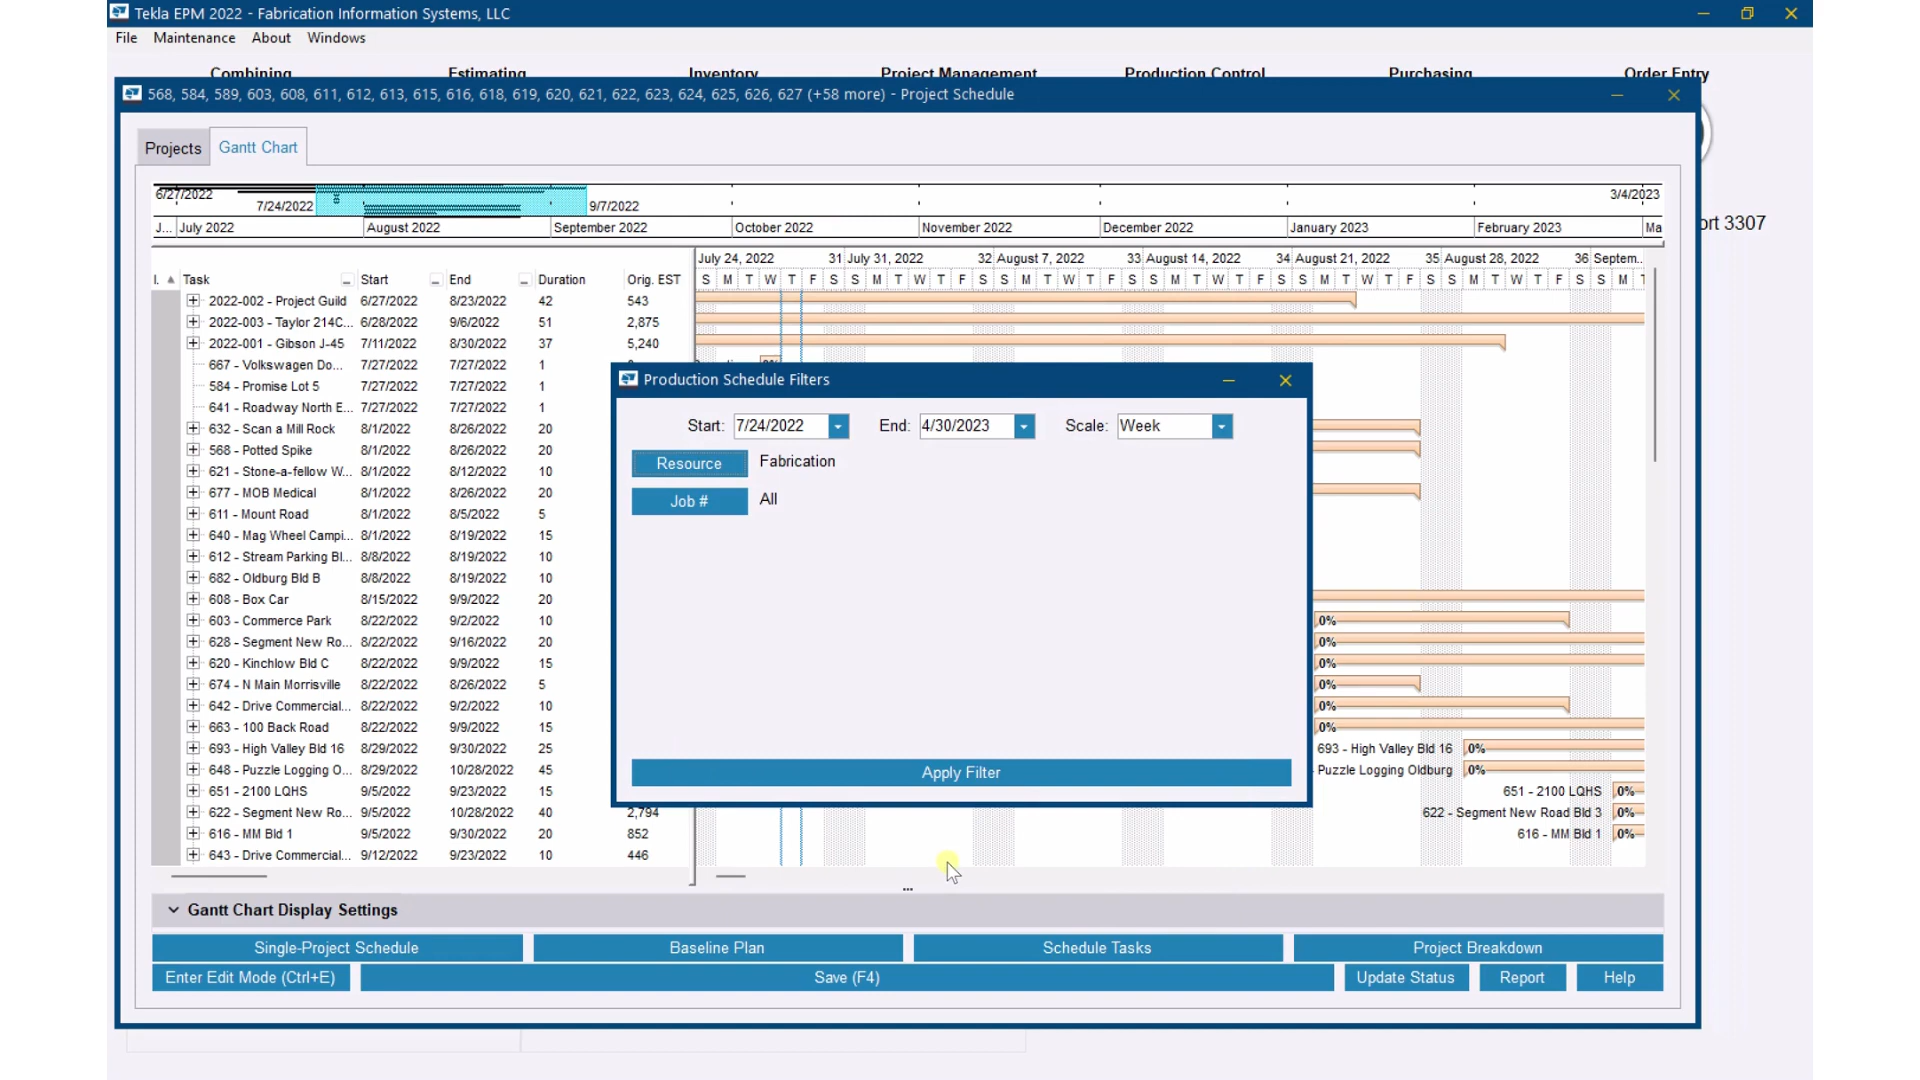 Tekla EPM 2022 - Fabrication Information Systems, LLC
File Maintenance About Windows
Combining Estimating Inventory Project Management Production Control Purchasing Order Entry
568, 584, 589, 603, 608, 611, 612, 613, 615, 616, 618, 619, 620, 621, 622, 623, 624, 625, 626, 627 (+58 more) - Project Schedule
Projects Gantt Chart
6/27/2022 3/4/2023
7/24/2022 9/7/2022
ort 3307
J... July 2022 August 2022 September 2022 October 2022 November 2022 December 2022 January 2023 February 2023 Ma
July 24, 2022 31 July 31, 2022 32 August 7, 2022 33 August 14, 2022 34 August 21, 2022 35 August 28, 2022 36 Septem...
I. Task Start End Duration Orig. EST S M T W T F S S M T W T F S S M T W T F S S M T W T F S S M T W T F S S M T W T F S S M T
2022-002 - Project Guild 6/27/2022 8/23/2022 42 543
2022-003 - Taylor 214C... 6/28/2022 9/6/2022 51 2,875
2022-001 - Gibson J-45 7/11/2022 8/30/2022 37 5,240
667 - Volkswagen Do... 7/27/2022 7/27/2022 1
584 - Promise Lot 5 7/27/2022 7/27/2022 1
641 - Roadway North E... 7/27/2022 7/27/2022 1
632 - Scan a Mill Rock 8/1/2022 8/26/2022 20
568 - Potted Spike 8/1/2022 8/26/2022 20
621 - Stone-a-fellow W... 8/1/2022 8/12/2022 10
677 - MOB Medical 8/1/2022 8/26/2022 20
611 - Mount Road 8/1/2022 8/5/2022 5
640 - Mag Wheel Campi... 8/1/2022 8/19/2022 15
612 - Stream Parking Bl... 8/8/2022 8/19/2022 10
682 - Oldburg Bld B 8/8/2022 8/19/2022 10
608 - Box Car 8/15/2022 9/9/2022 20
603 - Commerce Park 8/22/2022 9/2/2022 10 0%
628 - Segment New Ro... 8/22/2022 9/16/2022 20 0%
620 - Kinchlow Bld C 8/22/2022 9/9/2022 15 0%
674 - N Main Morrisville 8/22/2022 8/26/2022 5 0%
642 - Drive Commercial... 8/22/2022 9/2/2022 10 0%
663 - 100 Back Road 8/22/2022 9/9/2022 15 0%
693 - High Valley Bld 16 8/29/2022 9/30/2022 25 693 - High Valley Bld 16 0%
648 - Puzzle Logging O... 8/29/2022 10/28/2022 45 Puzzle Logging Oldburg 0%
651 - 2100 LQHS 9/5/2022 9/23/2022 15 651 - 2100 LQHS 0%
622 - Segment New Ro... 9/5/2022 10/28/2022 40 2,794 622 - Segment New Road Bld 3 0%
616 - MM Bld 1 9/5/2022 9/30/2022 20 852 616 - MM Bld 1 0%
643 - Drive Commercial... 9/12/2022 9/23/2022 10 446
Production Schedule Filters
Start: 7/24/2022 End: 4/30/2023 Scale: Week
Resource Fabrication
Job # All
Apply Filter
...
Gantt Chart Display Settings
Single-Project Schedule Baseline Plan Schedule Tasks Project Breakdown
Enter Edit Mode (Ctrl+E) Save (F4) Update Status Report Help